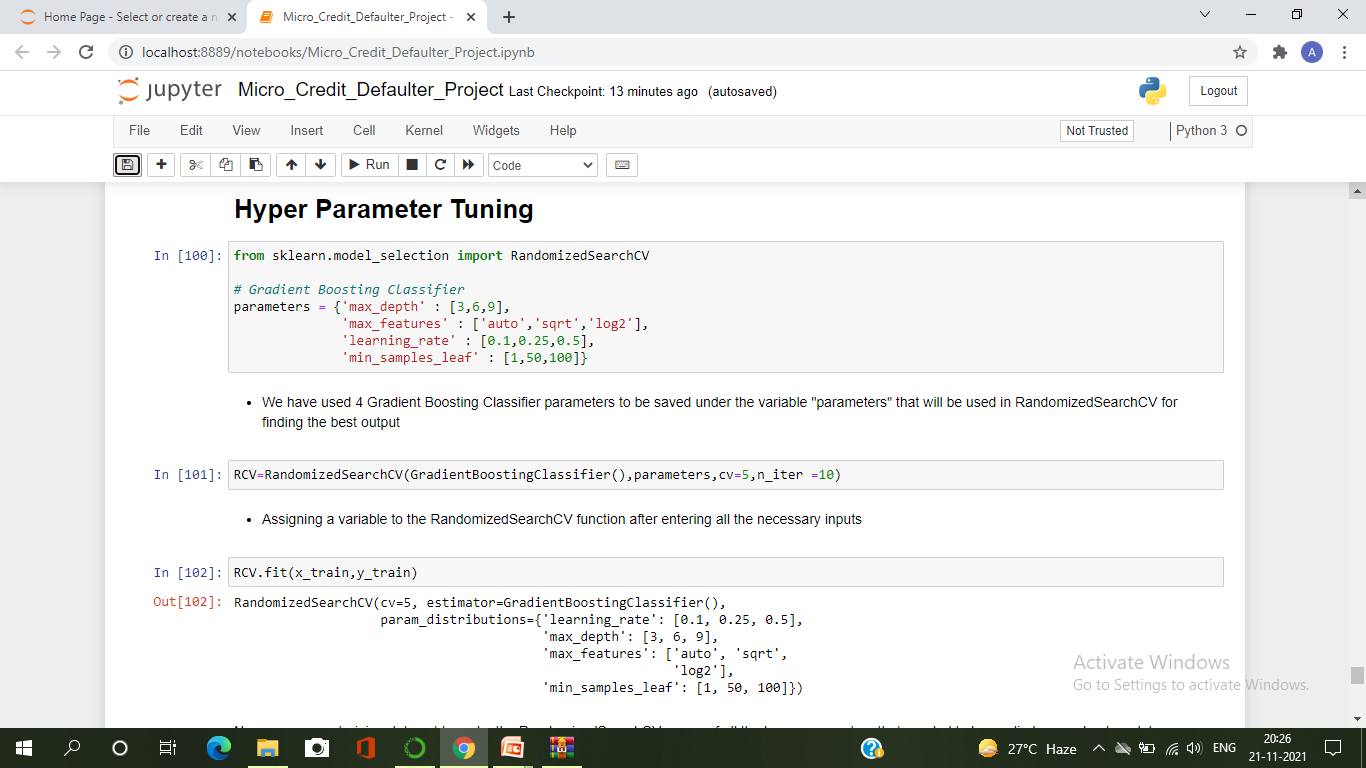 Home Page - Select or create a n
Micro_Credit_Defaulter_Project -
localhost:8889/notebooks/Micro_Credit_Defaulter_Project.ipynb
A
jupyter Micro_Credit_Defaulter_Project Last Checkpoint: 13 minutes ago (autosaved)
Logout
File Edit View Insert Cell Kernel Widgets Help
Not Trusted
Python 3
Run
Code
Hyper Parameter Tuning
In [100]: from sklearn.model_selection import RandomizedSearchCV
# Gradient Boosting Classifier
parameters = {'max_depth' : [3,6,9],
'max_features' : ['auto','sqrt','log2'],
'learning_rate' : [0.1,0.25,0.5],
'min_samples_leaf' : [1,50,100]}
• We have used 4 Gradient Boosting Classifier parameters to be saved under the variable "parameters" that will be used in RandomizedSearchCV for
finding the best output
In [101]: RCV=RandomizedSearchCV(GradientBoostingClassifier(),parameters,cv=5,n_iter =10)
• Assigning a variable to the RandomizedSearchCV function after entering all the necessary inputs
In [102]: RCV.fit(x_train,y_train)
Out[102]: RandomizedSearchCV(cv=5, estimator=GradientBoostingClassifier(),
param_distributions={'learning_rate': [0.1, 0.25, 0.5],
'max_depth': [3, 6, 9],
'max_features': ['auto', 'sqrt',
'log2'],
'min_samples_leaf': [1, 50, 100]})
Activate Windows
Go to Settings to activate Windows.
27°C Haze
ENG
20:26
21-11-2021